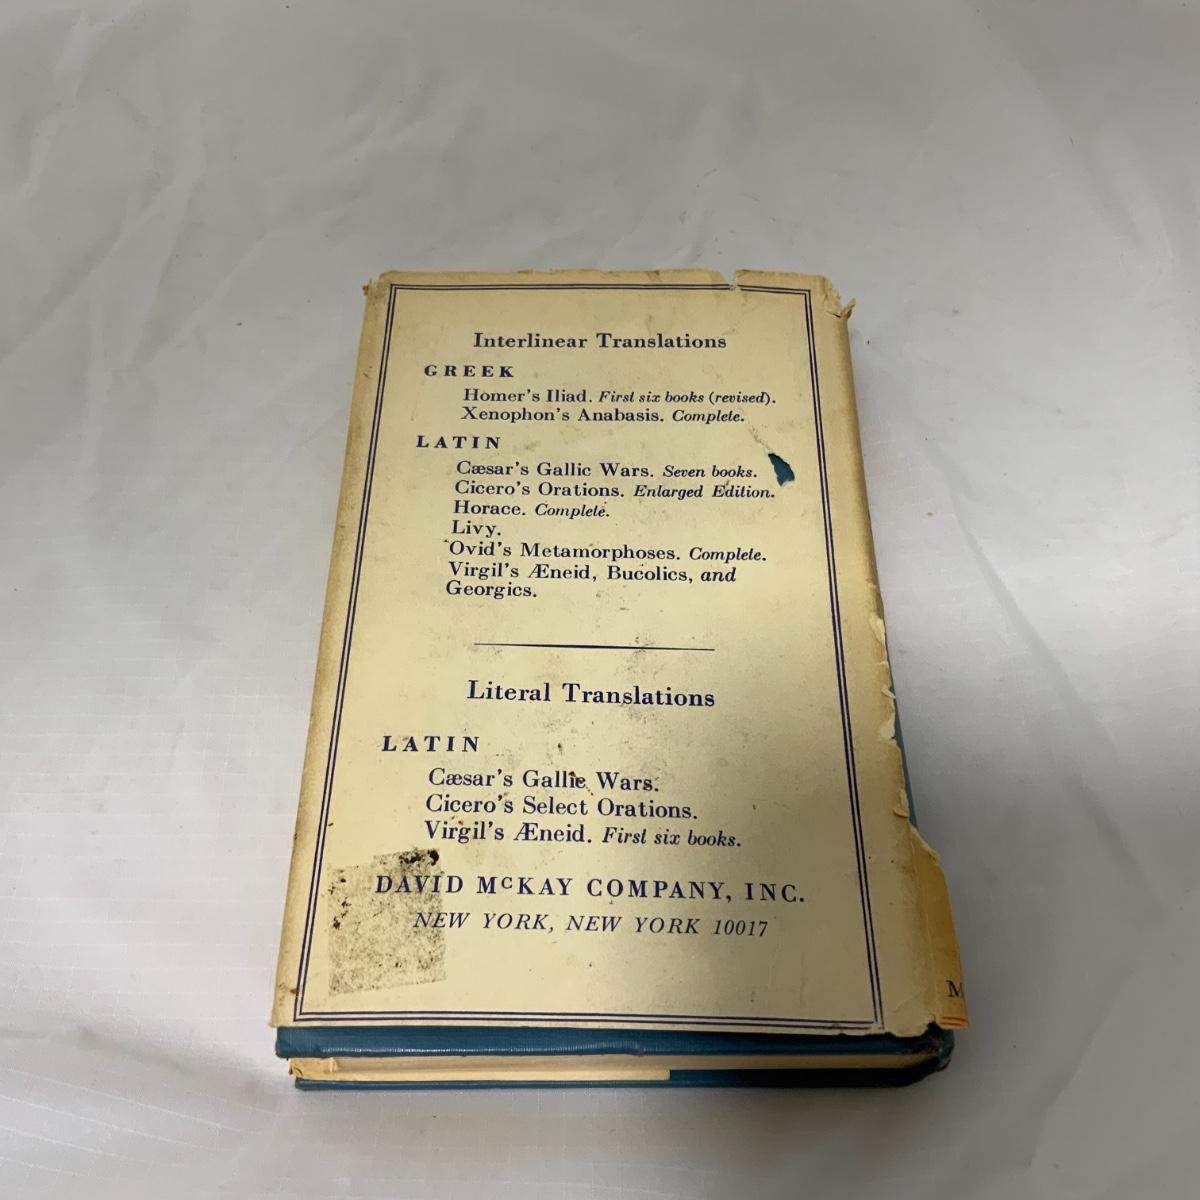 Interlinear Translations
GREEK
Homer's Iliad. First six books (revised).
Xenophon's Anabasis. Complete.
LATIN
Cæsar's Gallic Wars. Seven books.
Cicero's Orations. Enlarged Edition.
Horace. Complete.
Livy.
Ovid's Metamorphoses. Complete.
Virgil's Æneid, Bucolics, and
Georgics.
Literal Translations
LATIN
Cæsar's Gallic Wars.
Cicero's Select Orations.
Virgil's Æneid. First six books.
DAVID McKAY COMPANY, INC.
NEW YORK, NEW YORK 10017